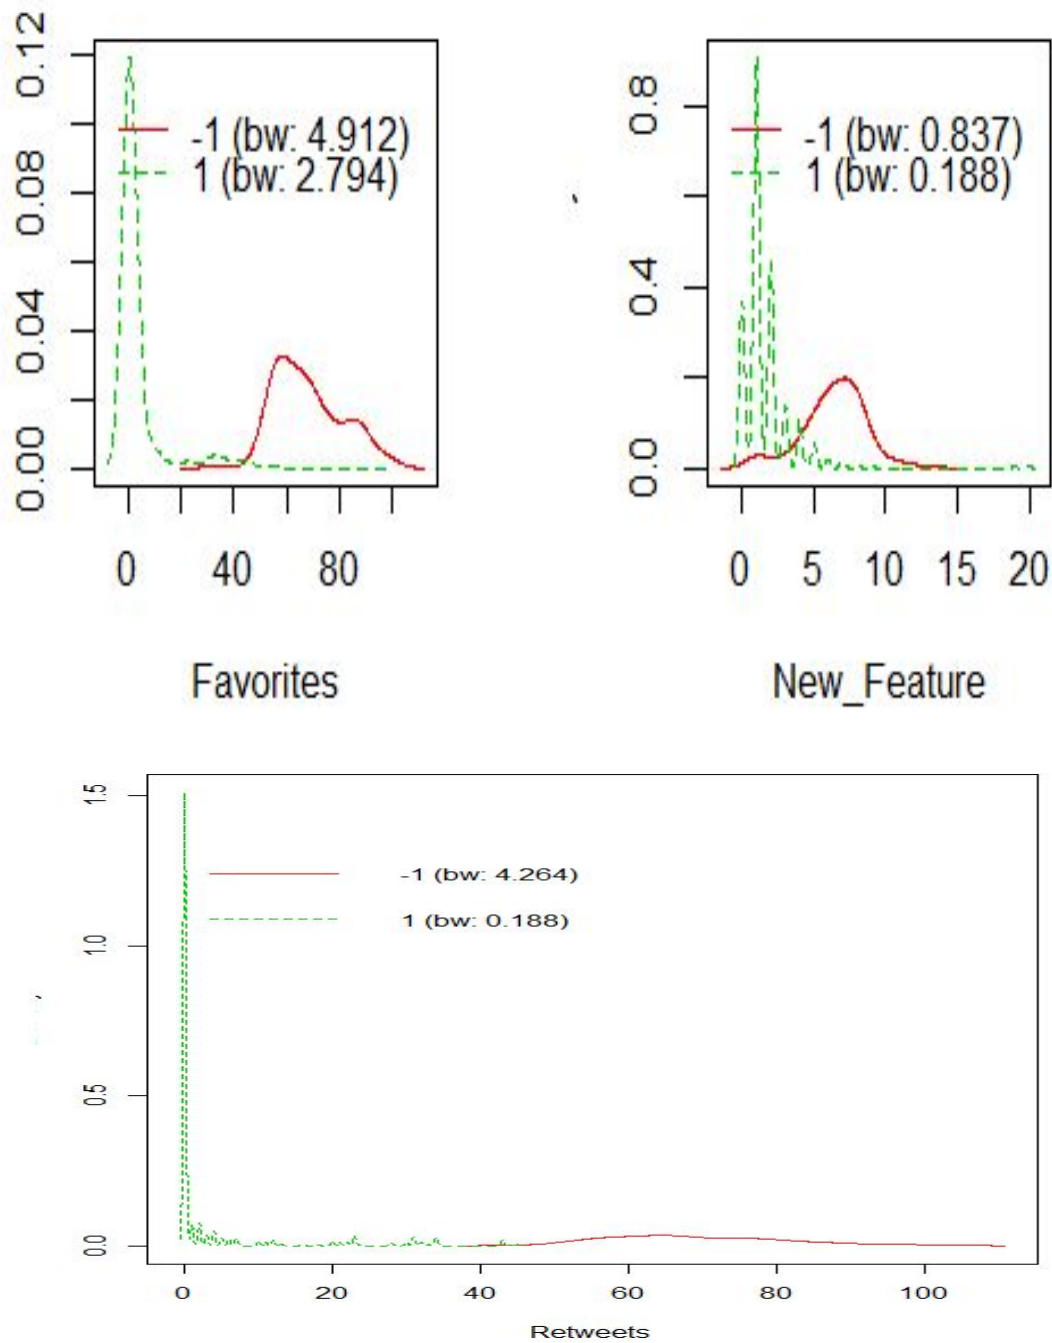 0.12
0.08
0.04
0.00
-1 (bw: 4.912)
1 (bw: 2.794)
0 40 80
Favorites
0.8
0.4
0.0
-1 (bw: 0.837)
1 (bw: 0.188)
0 5 10 15 20
New_Feature
1.5
1.0
0.5
0.0
-1 (bw: 4.264)
1 (bw: 0.188)
0 20 40 60 80 100
Retweets